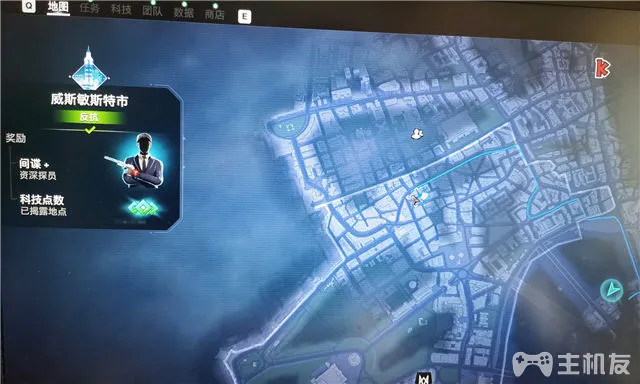 Q 地图 任务 科技 团队 数据 商店 E
威斯敏斯特市
反抗
奖励
间谍+
资深探员
科技点数
已揭露地点
主机友